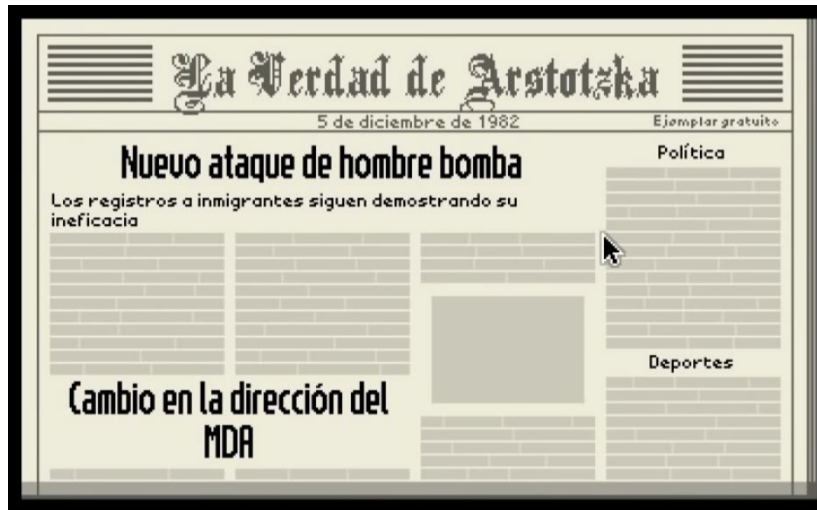 La Verdad de Arstotzka
5 de diciembre de 1982
Ejemplar gratuito
Nuevo ataque de hombre bomba
Los registros a inmigrantes siguen demostrando su
ineficacia
Cambio en la dirección del
MDA
Política
Deportes